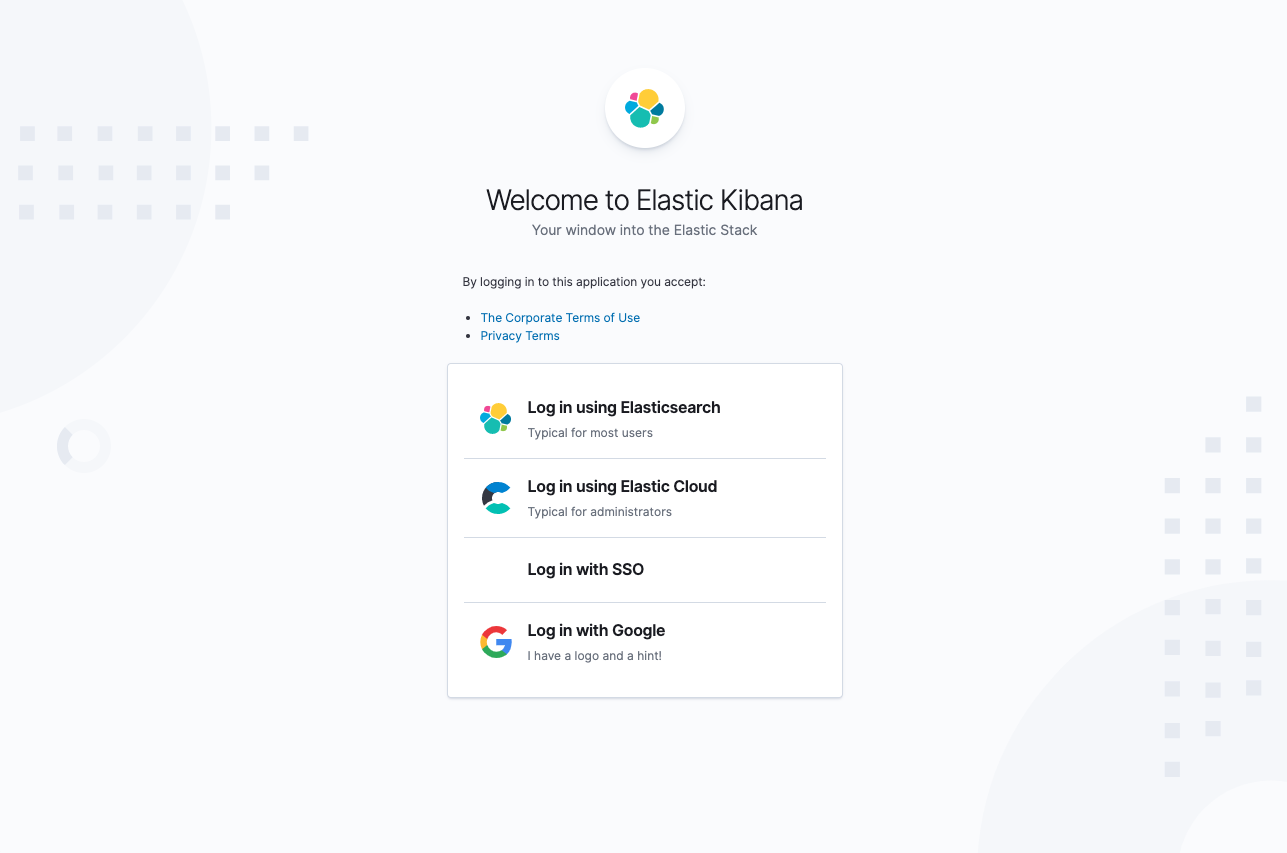 Welcome to Elastic Kibana
Your window into the Elastic Stack
By logging in to this application you accept:
The Corporate Terms of Use
Privacy Terms
Log in using Elasticsearch
Typical for most users
Log in using Elastic Cloud
Typical for administrators
Log in with SSO
Log in with Google
I have a logo and a hint!